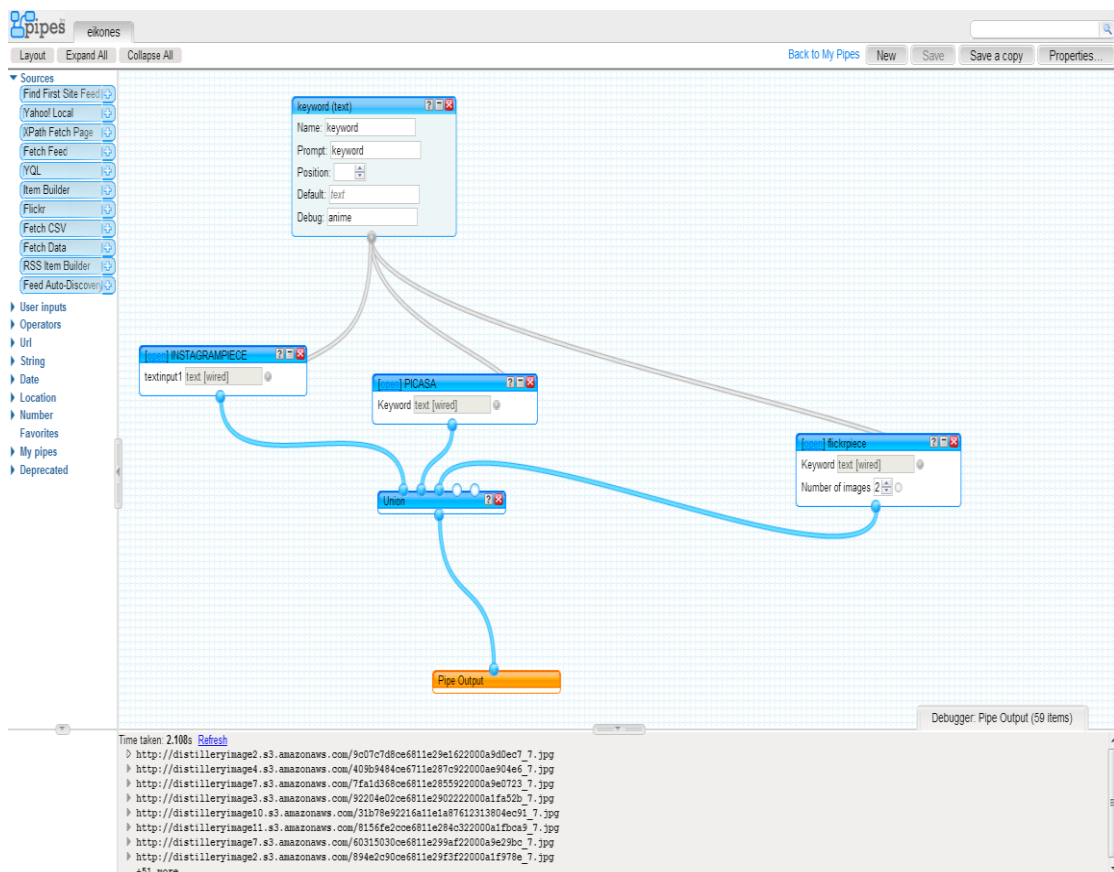 pipes
eikones
Layout Expand All Collapse All Back to My Pipes New Save Save a copy Properties...
Sources
Find First Site Feed
Yahoo! Local
XPath Fetch Page
Fetch Feed
YQL
Item Builder
Flickr
Fetch CSV
Fetch Data
RSS Item Builder
Feed Auto-Discovery
User inputs
Operators
Url
String
Date
Location
Number
Favorites
My pipes
Deprecated
keyword (text) ?
Name: keyword
Prompt: keyword
Position:
Default: text
Debug: anime
[open] INSTAGRAMPIECE ?
textinput1 text [wired]
[open] PICASA ?
Keyword text [wired]
[open] flickrpiece ?
Keyword text [wired]
Number of images 2
Union ?
Pipe Output
Debugger: Pipe Output (59 items)
Time taken: 2.108s Refresh
http://distilleryimage2.s3.amazonaws.com/9c07c7d8ce6811e29e1622000a9d0ec7_7.jpg
http://distilleryimage4.s3.amazonaws.com/409b9484ce6711e287c922000ae904e6_7.jpg
http://distilleryimage7.s3.amazonaws.com/7fa1d368ce6811e2855922000a9e0723_7.jpg
http://distilleryimage3.s3.amazonaws.com/92204e02ce6811e2902222000a1fa52b_7.jpg
http://distilleryimage10.s3.amazonaws.com/31b78e92216a11e1a87612313804ec91_7.jpg
http://distilleryimage11.s3.amazonaws.com/8156fe2cce6811e284c322000a1fbca9_7.jpg
http://distilleryimage7.s3.amazonaws.com/60315030ce6811e299af22000a9e29bc_7.jpg
http://distilleryimage2.s3.amazonaws.com/894e2c90ce6811e29f3f22000a1f978e_7.jpg
+51 more